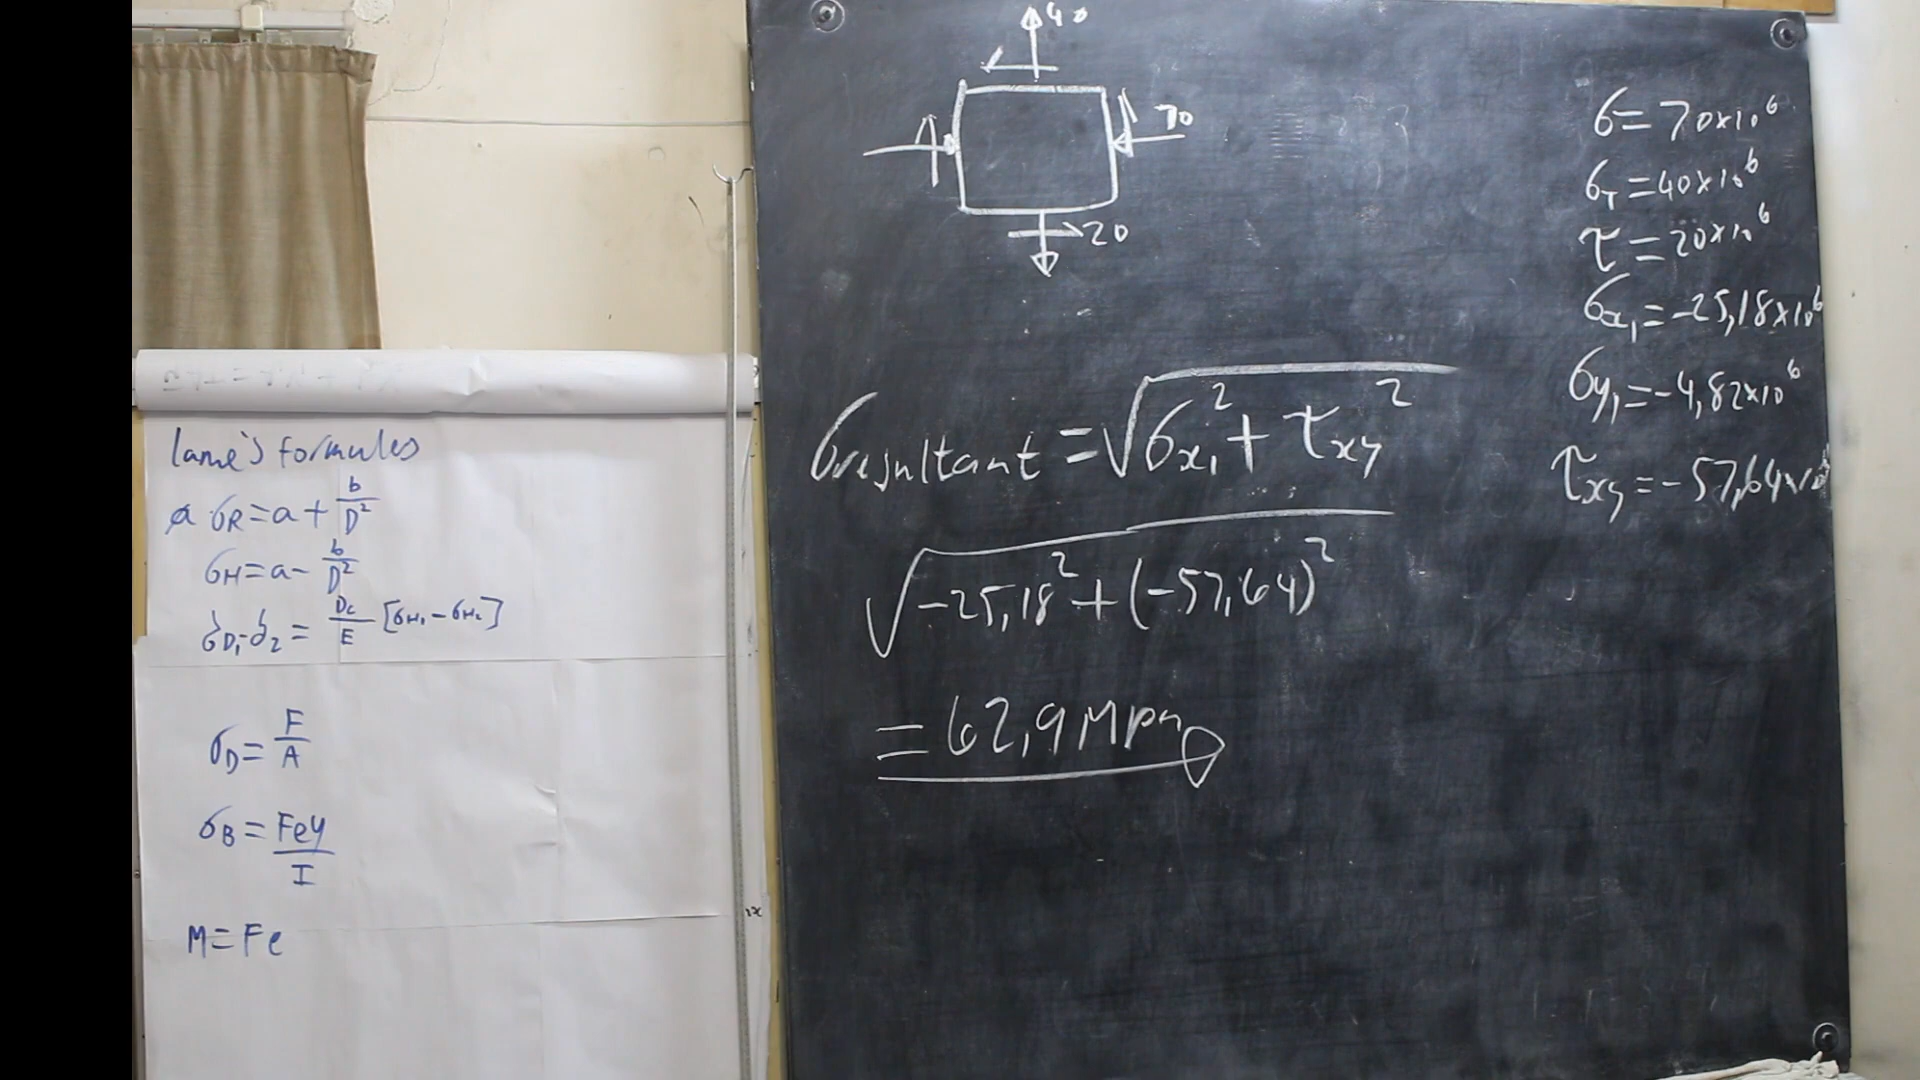 lame's formules
σR = a + b/D²
σH = a - b/D²
δD₁-δ₂ = Dc/E [σH₁ - σH₂]
σD = F/A
σB = Fey/I
M = Fe
40
70
20
σresultant = √σx₁² + τxy²
√-25,18² + (-57,64)²
= 62,9 MPa
σ = 70×10⁶
σT = 40×10⁶
τ = 20×10⁶
σx₁ = -25,18×10⁶
σy₁ = -4,82×10⁶
τxy = -57,64×10⁶